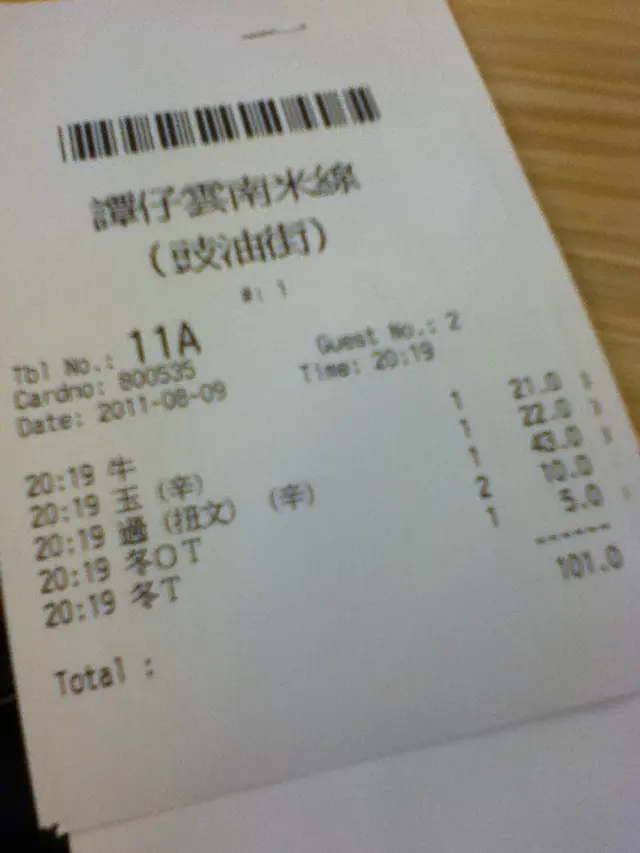 譚仔雲南米線
(豉油街)
#: 1
Tbl No.: 11A Guest No.: 2
Cardno: 800535 Time: 20:19
Date: 2011-08-09
20:19 牛 1 21.0
20:19 玉 (辛) 1 22.0
20:19 過 (扭文) (辛) 1 43.0
20:19 冬O T 2 10.0
20:19 冬T 1 5.0
------
Total : 101.0